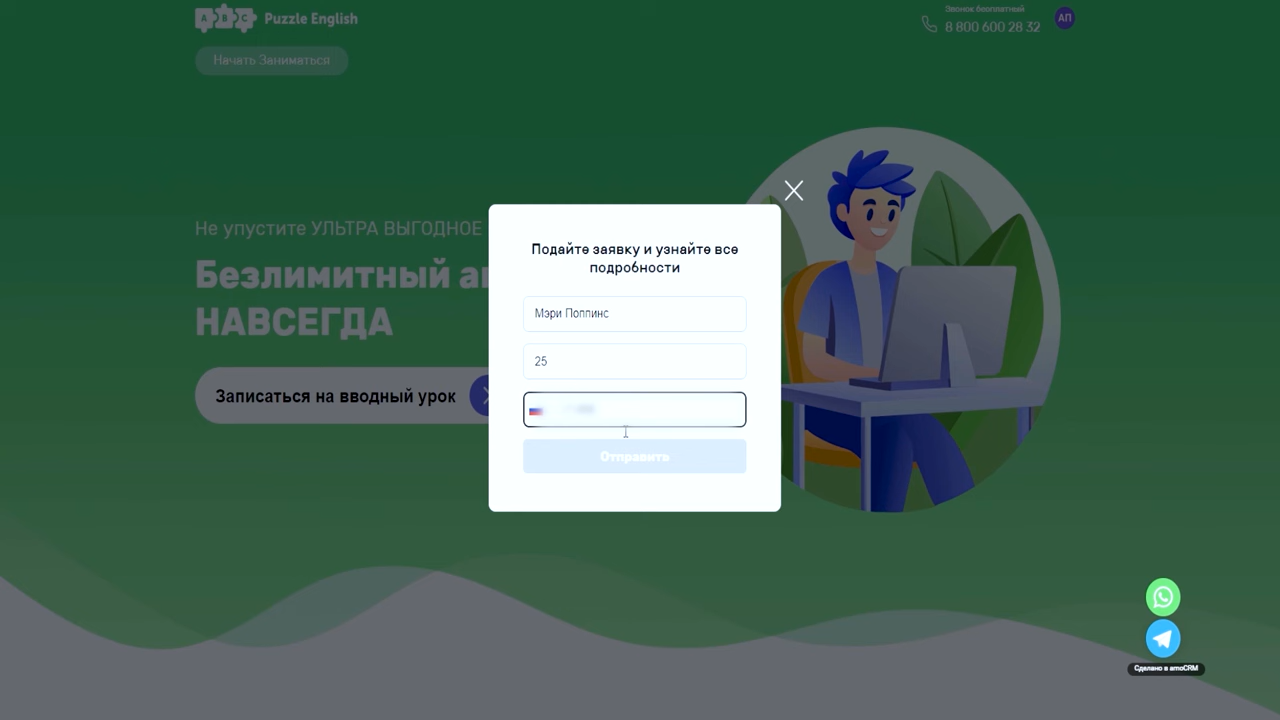 ABC Puzzle English
Звонок бесплатный
8 800 600 28 32
АП
Начать Заниматься
Не упустите УЛЬТРА ВЫГОДНОЕ
Безлимитный
НАВСЕГДА
Записаться на вводный урок
Подайте заявку и узнайте все
подробности
Мэри Поппинс
25
Отправить
Сделано в amoCRM